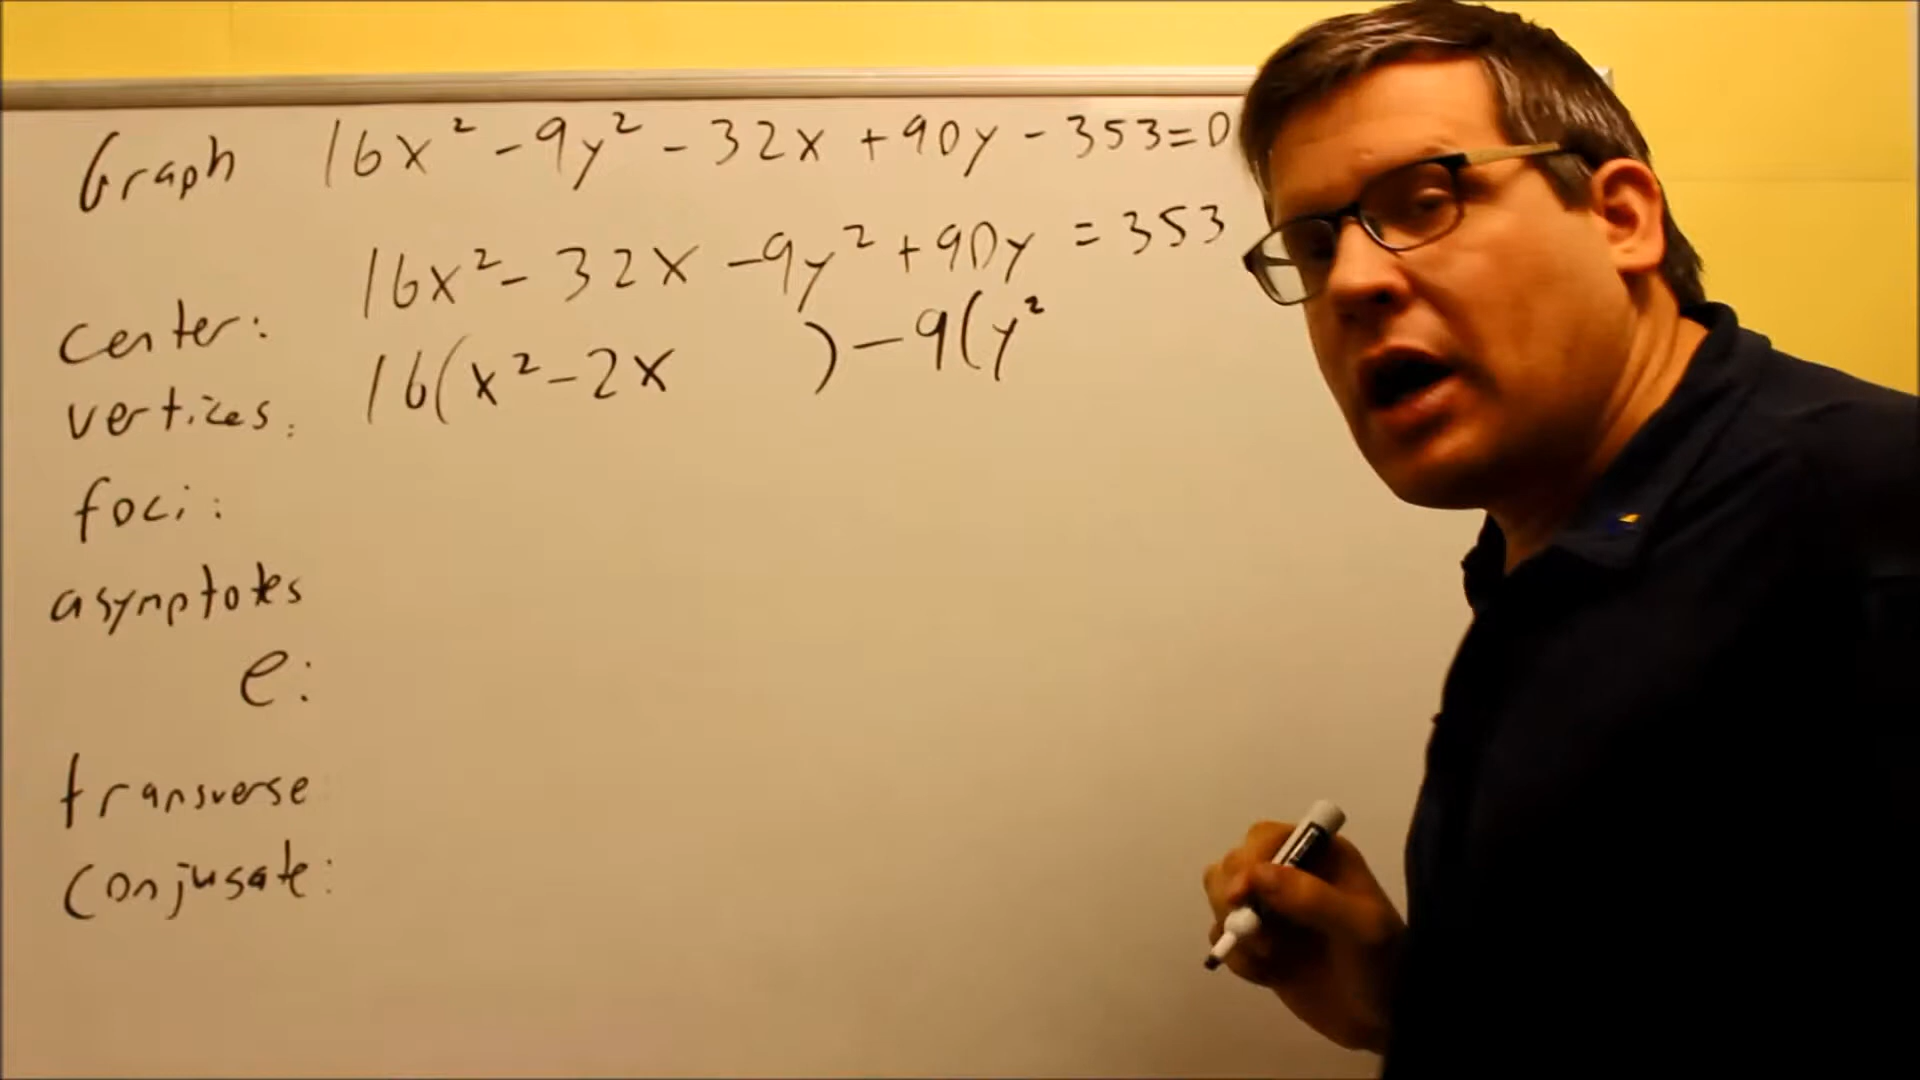 Graph 16x² - 9y² - 32x + 90y - 353 = 0
16x² - 32x - 9y² + 90y = 353
16(x² - 2x ) - 9(y²
center:
vertices:
foci:
asymptotes
e:
transverse
conjugate: